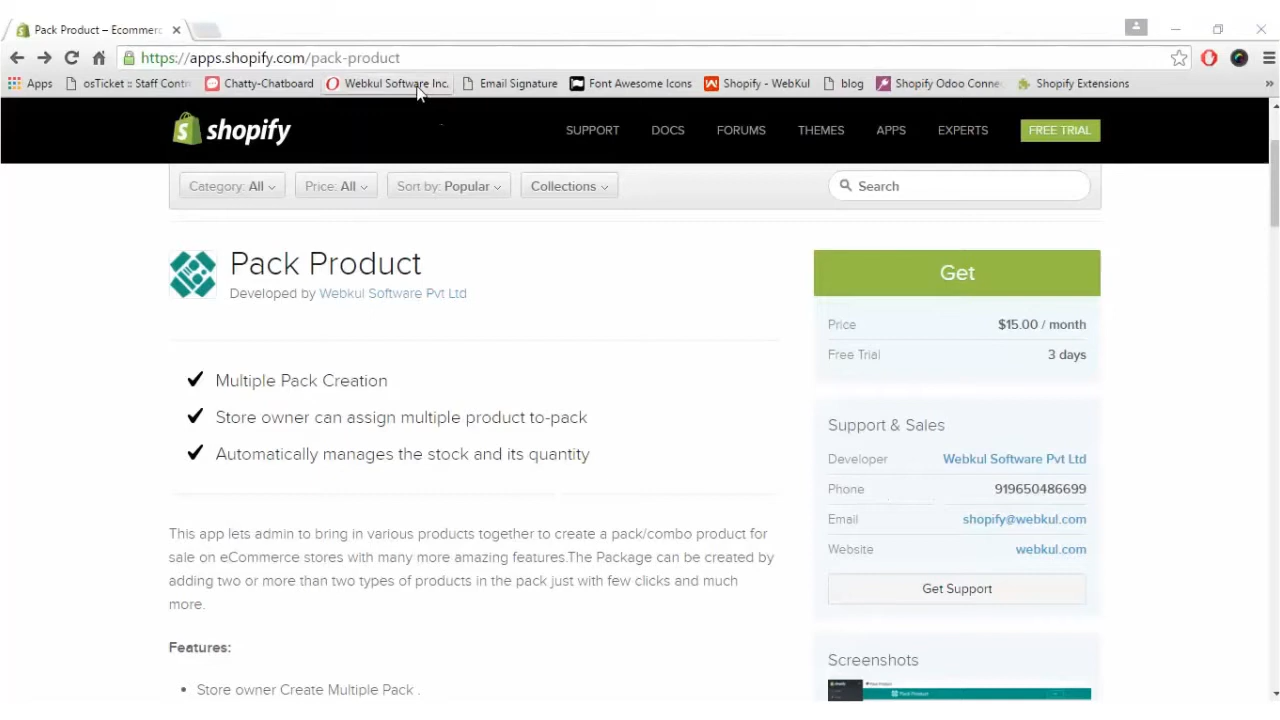 Pack Product – Ecommerc
https://apps.shopify.com/pack-product
Apps osTicket :: Staff Contr Chatty-Chatboard Webkul Software Inc. Email Signature Font Awesome Icons Shopify - WebKul blog Shopify Odoo Conne Shopify Extensions »
shopify SUPPORT DOCS FORUMS THEMES APPS EXPERTS FREE TRIAL
Category: All Price: All Sort by: Popular Collections Search
Pack Product
Developed by Webkul Software Pvt Ltd
Multiple Pack Creation
Store owner can assign multiple product to-pack
Automatically manages the stock and its quantity
This app lets admin to bring in various products together to create a pack/combo product for
sale on eCommerce stores with many more amazing features.The Package can be created by
adding two or more than two types of products in the pack just with few clicks and much
more.
Features:
• Store owner Create Multiple Pack .
Get
Price $15.00 / month
Free Trial 3 days
Support & Sales
Developer Webkul Software Pvt Ltd
Phone 919650486699
Email shopify@webkul.com
Website webkul.com
Get Support
Screenshots